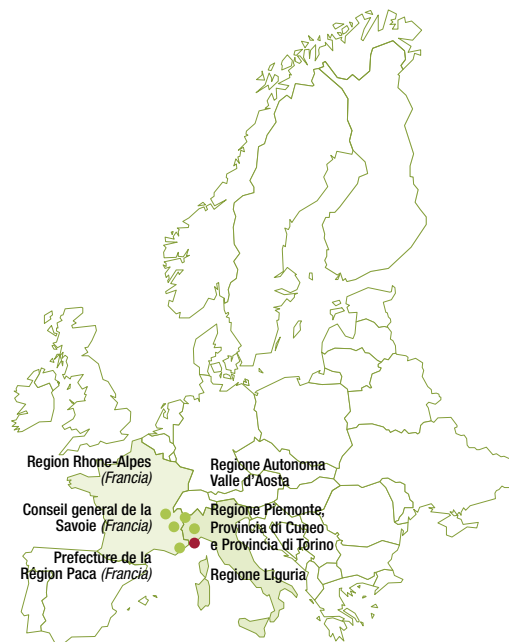 Region Rhone-Alpes
(Francia)
Conseil general de la
Savoie (Francia)
Prefecture de la
Région Paca (Francia)
Regione Autonoma
Valle d'Aosta
Regione Piemonte,
Provincia di Cuneo
e Provincia di Torino
Regione Liguria